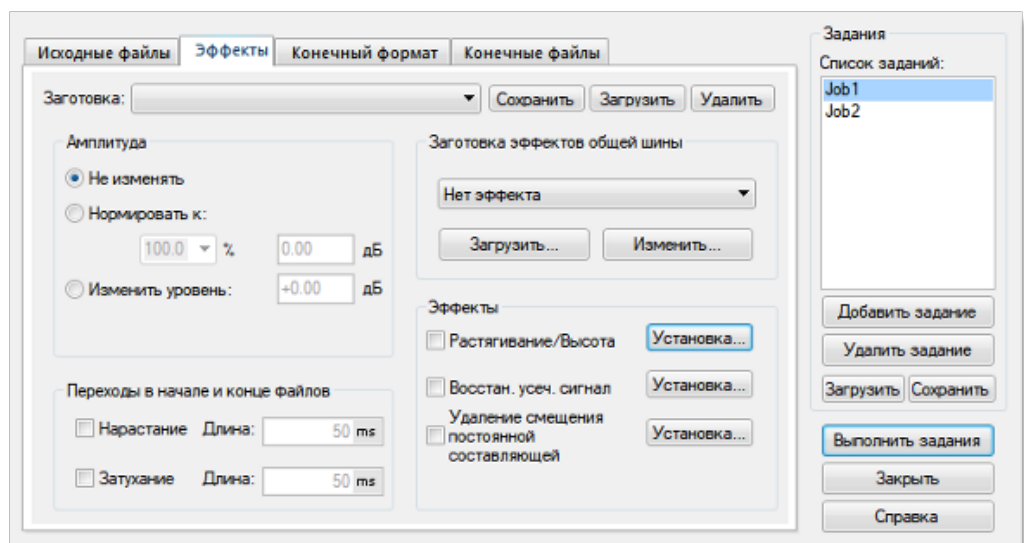 Исходные файлы Эффекты Конечный формат Конечные файлы
Заготовка: Сохранить Загрузить Удалить
Амплитуда
Не изменять
Нормировать к:
100.0 % 0.00 дБ
Изменить уровень: +0.00 дБ
Переходы в начале и конце файлов
Нарастание Длина: 50 ms
Затухание Длина: 50 ms
Заготовка эффектов общей шины
Нет эффекта
Загрузить... Изменить...
Эффекты
Растягивание/Высота Установка...
Восстан. усеч. сигнал Установка...
Удаление смещения
постоянной Установка...
составляющей
Задания
Список заданий:
Job1
Job2
Добавить задание
Удалить задание
Загрузить Сохранить
Выполнить задания
Закрыть
Справка